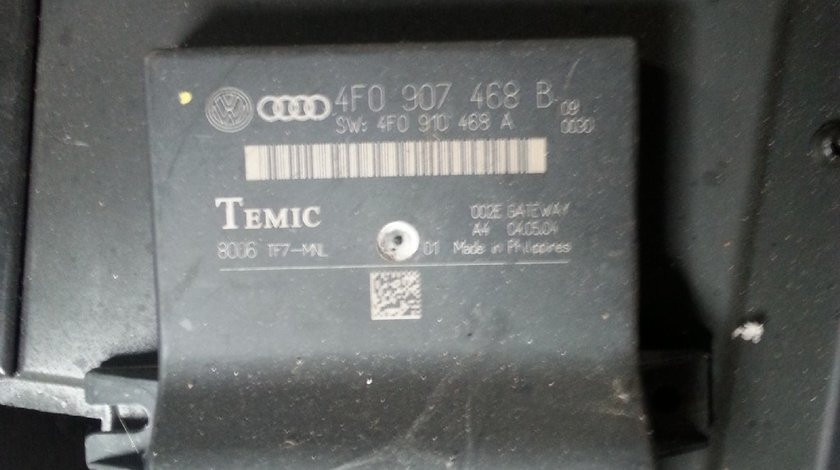 4F0 907 468 B 09
SW: 4F0 910 468 A 0030
TEMIC 002E GATEWAY
A4 04.05.04
8006 TF7-MNL 01 Made in Philippines